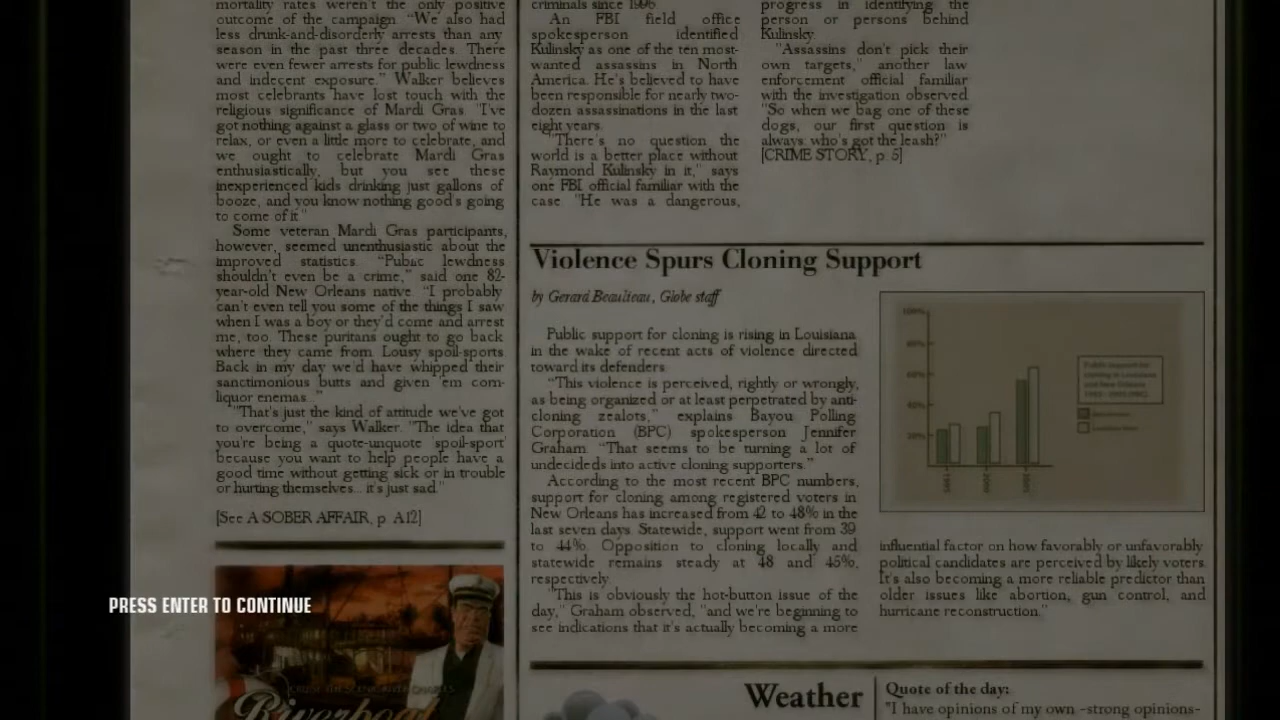 mortality rates weren't the only positive
outcome of the campaign. "We also had
less drunk-and-disorderly arrests than any
season in the past three decades. There
were even fewer arrests for public lewdness
and indecent exposure." Walker believes
most celebrants have lost touch with the
religious significance of Mardi Gras. "I've
got nothing against a glass or two of wine to
relax, or even a little more to celebrate, and
we ought to celebrate Mardi Gras
enthusiastically, but you see these
inexperienced kids drinking just gallons of
booze, and you know nothing good's going
to come of it."
Some veteran Mardi Gras participants,
however, seemed unenthusiastic about the
improved statistics. "Public lewdness
shouldn't even be a crime," said one 82-
year-old New Orleans native. "I probably
can't even tell you some of the things I saw
when I was a boy or they'd come and arrest
me, too. These puritans ought to go back
where they came from. Lousy spoil-sports.
Back in my day we'd have whipped their
sanctimonious butts and given 'em corn-
liquor enemas..."
"That's just the kind of attitude we've got
to overcome," says Walker. "The idea that
you're being a quote-unquote 'spoil-sport'
because you want to help people have a
good time without getting sick or in trouble
or hurting themselves... it's just sad."
[See A SOBER AFFAIR, p. A12]
criminals since 1996.
An FBI field office
spokesperson identified
Kulinsky as one of the ten most-
wanted assassins in North
America. He's believed to have
been responsible for nearly two-
dozen assassinations in the last
eight years.
"There's no question the
world is a better place without
Raymond Kulinsky in it," says
one FBI official familiar with the
case. "He was a dangerous,
progress in identifying the
person or persons behind
Kulinsky.
"Assassins don't pick their
own targets," another law
enforcement official familiar
with the investigation observed.
"So when we bag one of these
dogs, our first question is
always: who's got the leash?"
[CRIME STORY, p. 5]
Violence Spurs Cloning Support
by Gerard Beaulieau, Globe staff
Public support for cloning is rising in Louisiana
in the wake of recent acts of violence directed
toward its defenders.
"This violence is perceived, rightly or wrongly,
as being organized or at least perpetrated by anti-
cloning zealots," explains Bayou Polling
Corporation (BPC) spokesperson Jennifer
Graham. "That seems to be turning a lot of
undecideds into active cloning supporters."
According to the most recent BPC numbers,
support for cloning among registered voters in
New Orleans has increased from 42 to 48% in the
last seven days. Statewide, support went from 39
to 44%. Opposition to cloning locally and
statewide remains steady at 48 and 45%,
respectively.
"This is obviously the hot-button issue of the
day," Graham observed, "and we're beginning to
see indications that it's actually becoming a more
100%
80%
60%
40%
20%
1995
2000
2005
Public support for
cloning in Louisiana
and New Orleans
influential factor on how favorably or unfavorably
political candidates are perceived by likely voters.
It's also becoming a more reliable predictor than
older issues like abortion, gun control, and
hurricane reconstruction."
PRESS ENTER TO CONTINUE
Riverboat
Weather
Quote of the day:
"I have opinions of my own -strong opinions-